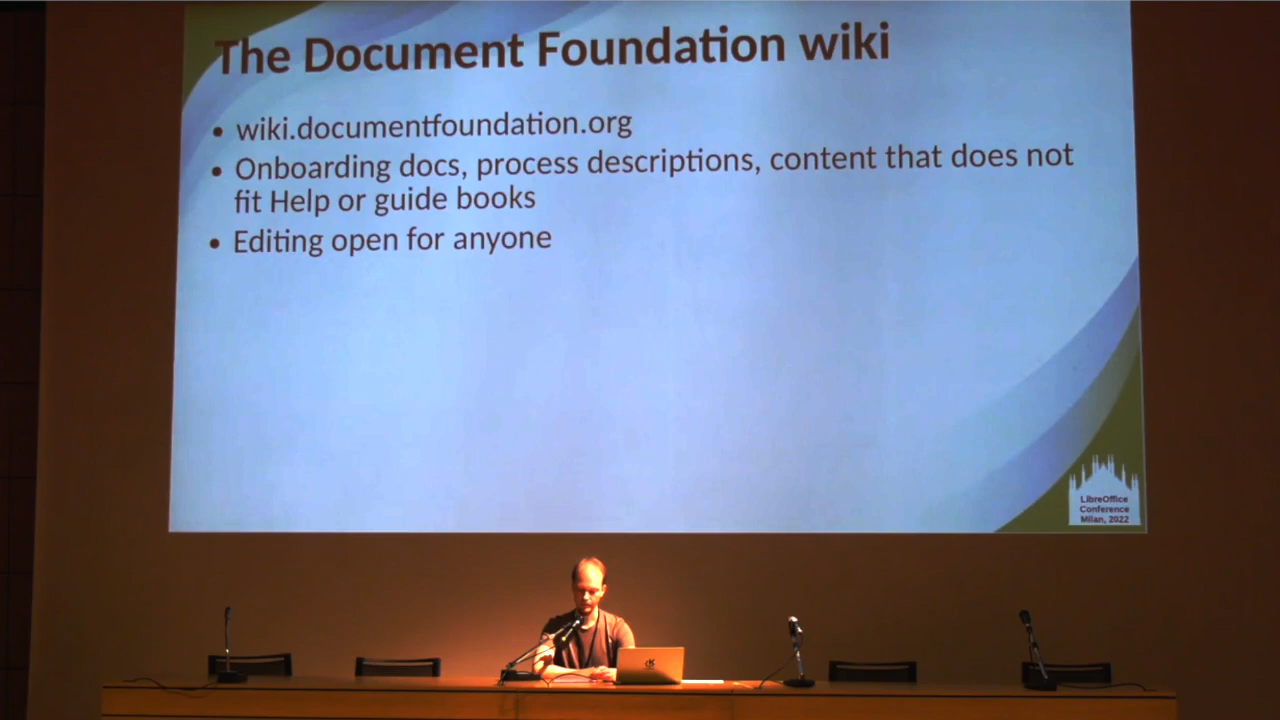 The Document Foundation wiki
• wiki.documentfoundation.org
• Onboarding docs, process descriptions, content that does not
fit Help or guide books
• Editing open for anyone
LibreOffice
Conference
Milan, 2022